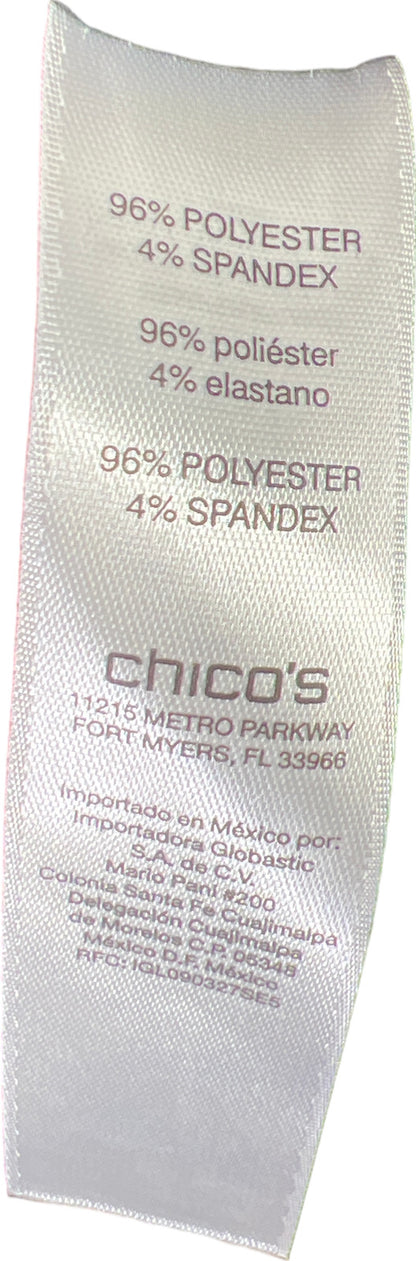 96% POLYESTER
4% SPANDEX
96% poliéster
4% elastano
96% POLYESTER
4% SPANDEX
chico's
11215 METRO PARKWAY
FORT MYERS, FL 33966
Importado en México por:
Importadora Globastic
S.A. de C.V.
Mario Pani #200
Colonia Santa Fe Cuajimalpa
Delegación Cuajimalpa
de Morelos C.P. 05348
México D.F. México
RFC: IGL090327SE5